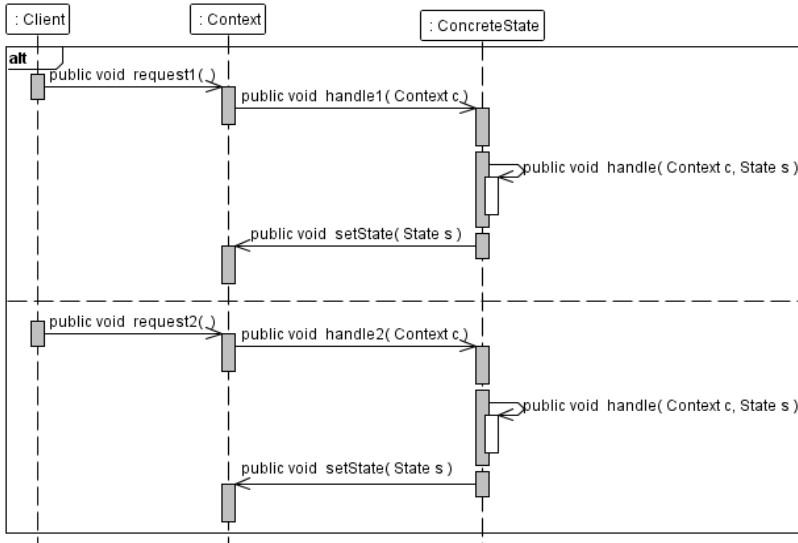 : Client
: Context
: ConcreteState
alt
public void request1( )
public void handle1( Context c )
public void handle( Context c, State s )
public void setState( State s )
public void request2( )
public void handle2( Context c )
public void handle( Context c, State s )
public void setState( State s )